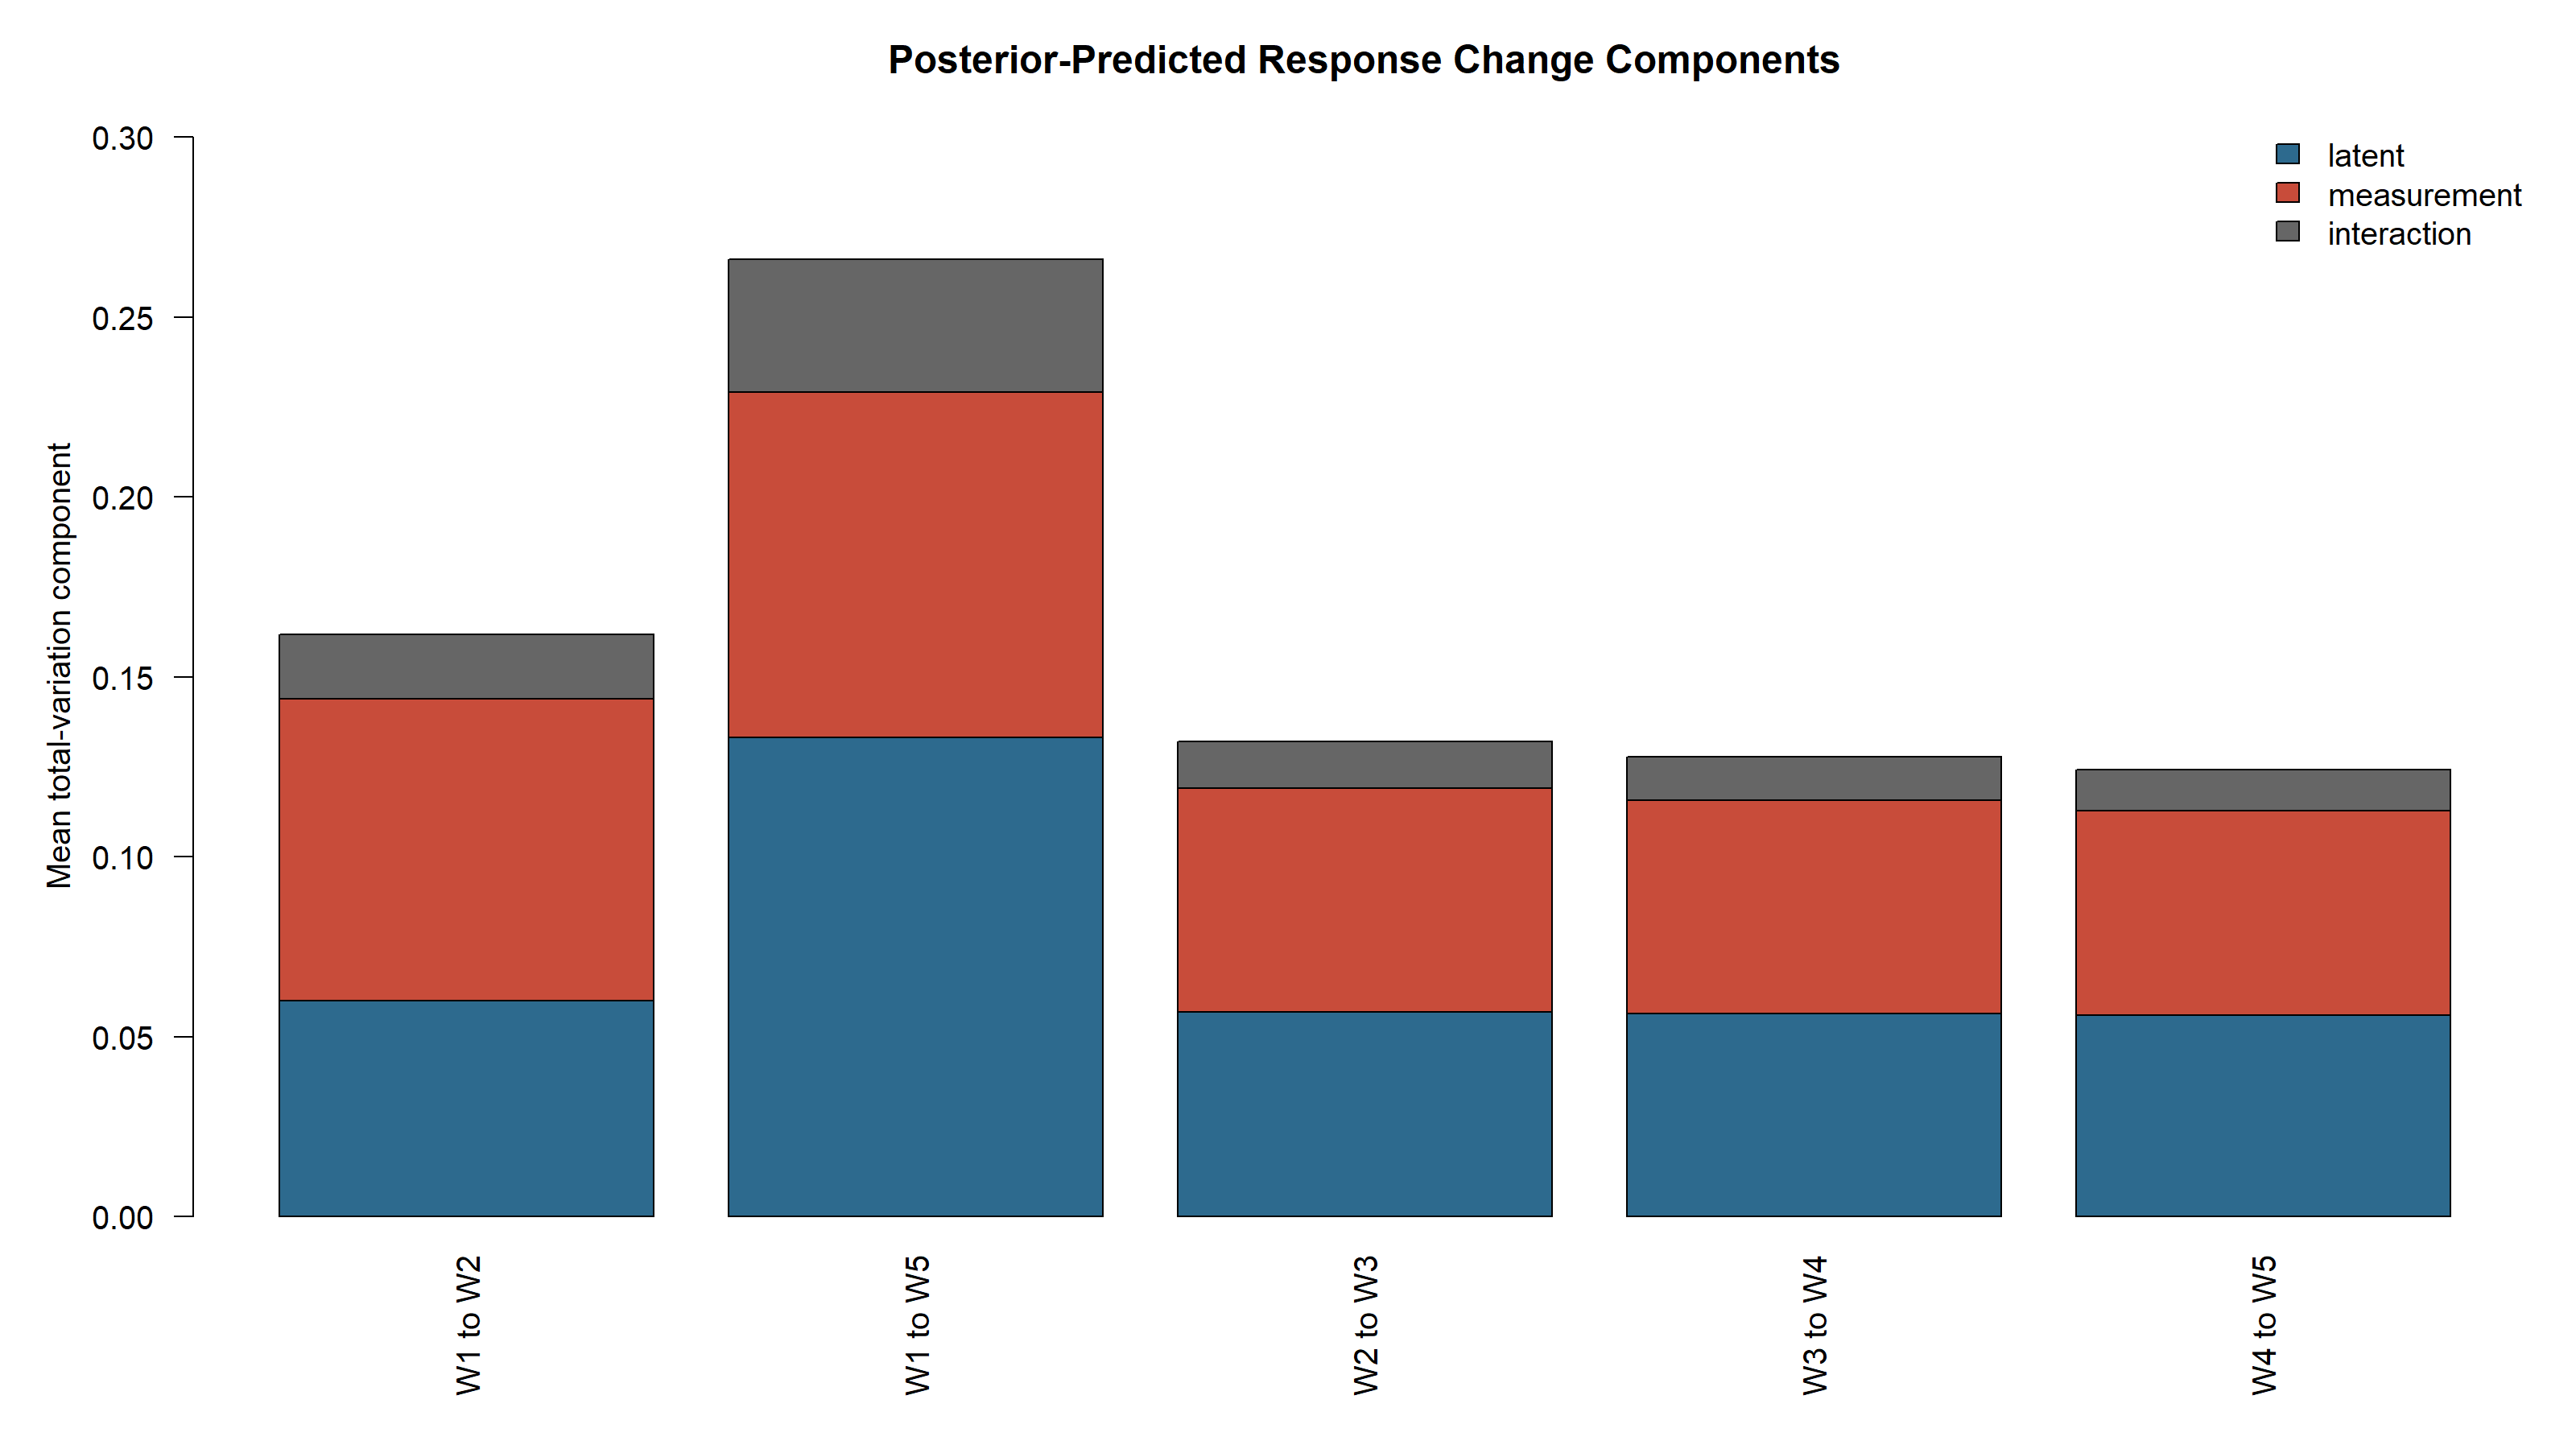 Posterior-Predicted Response Change Components
Mean total-variation component
0.30
0.25
0.20
0.15
0.10
0.05
0.00
latent
measurement
interaction
W1 to W2
W1 to W5
W2 to W3
W3 to W4
W4 to W5